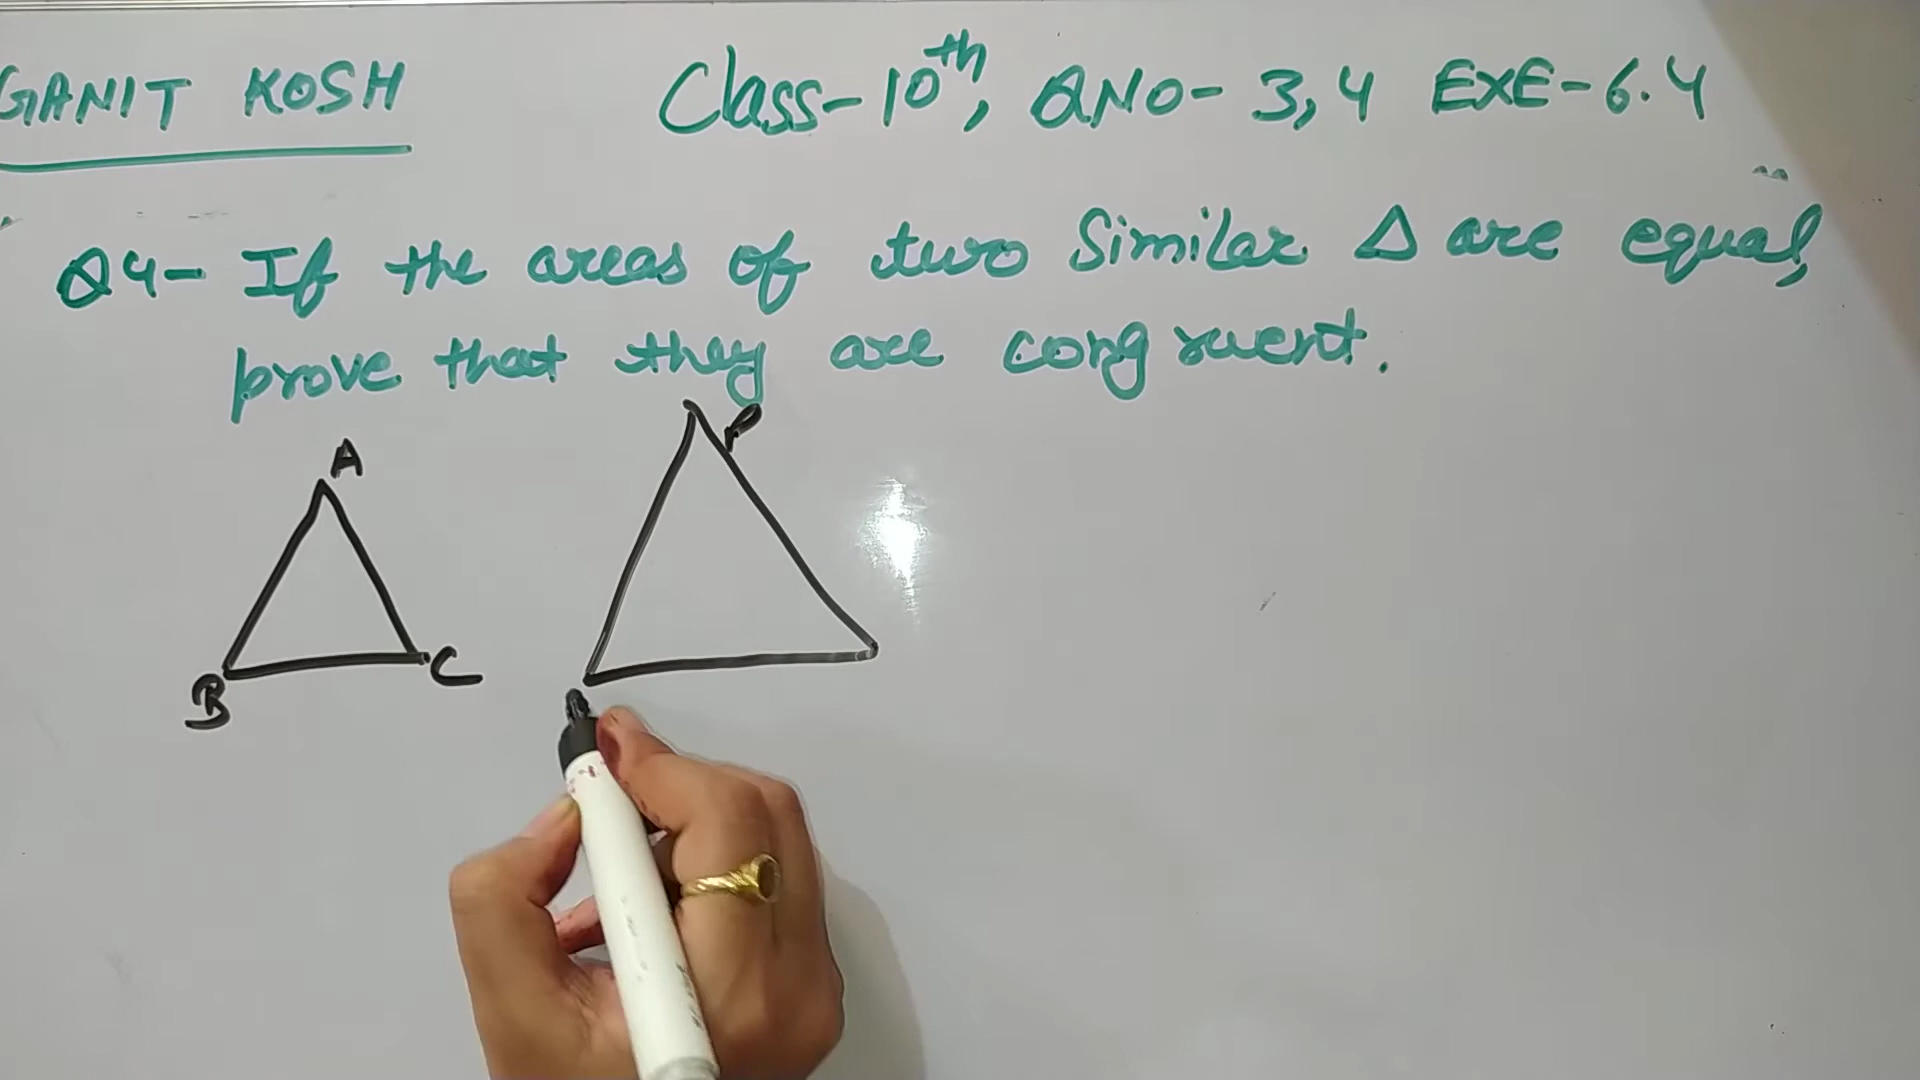 GANIT KOSH
Class-10th, QNO- 3,4 EXE-6.4
Q4- If the areas of two Similar Δ are equal,
prove that they are congruent.
A
P
B
C